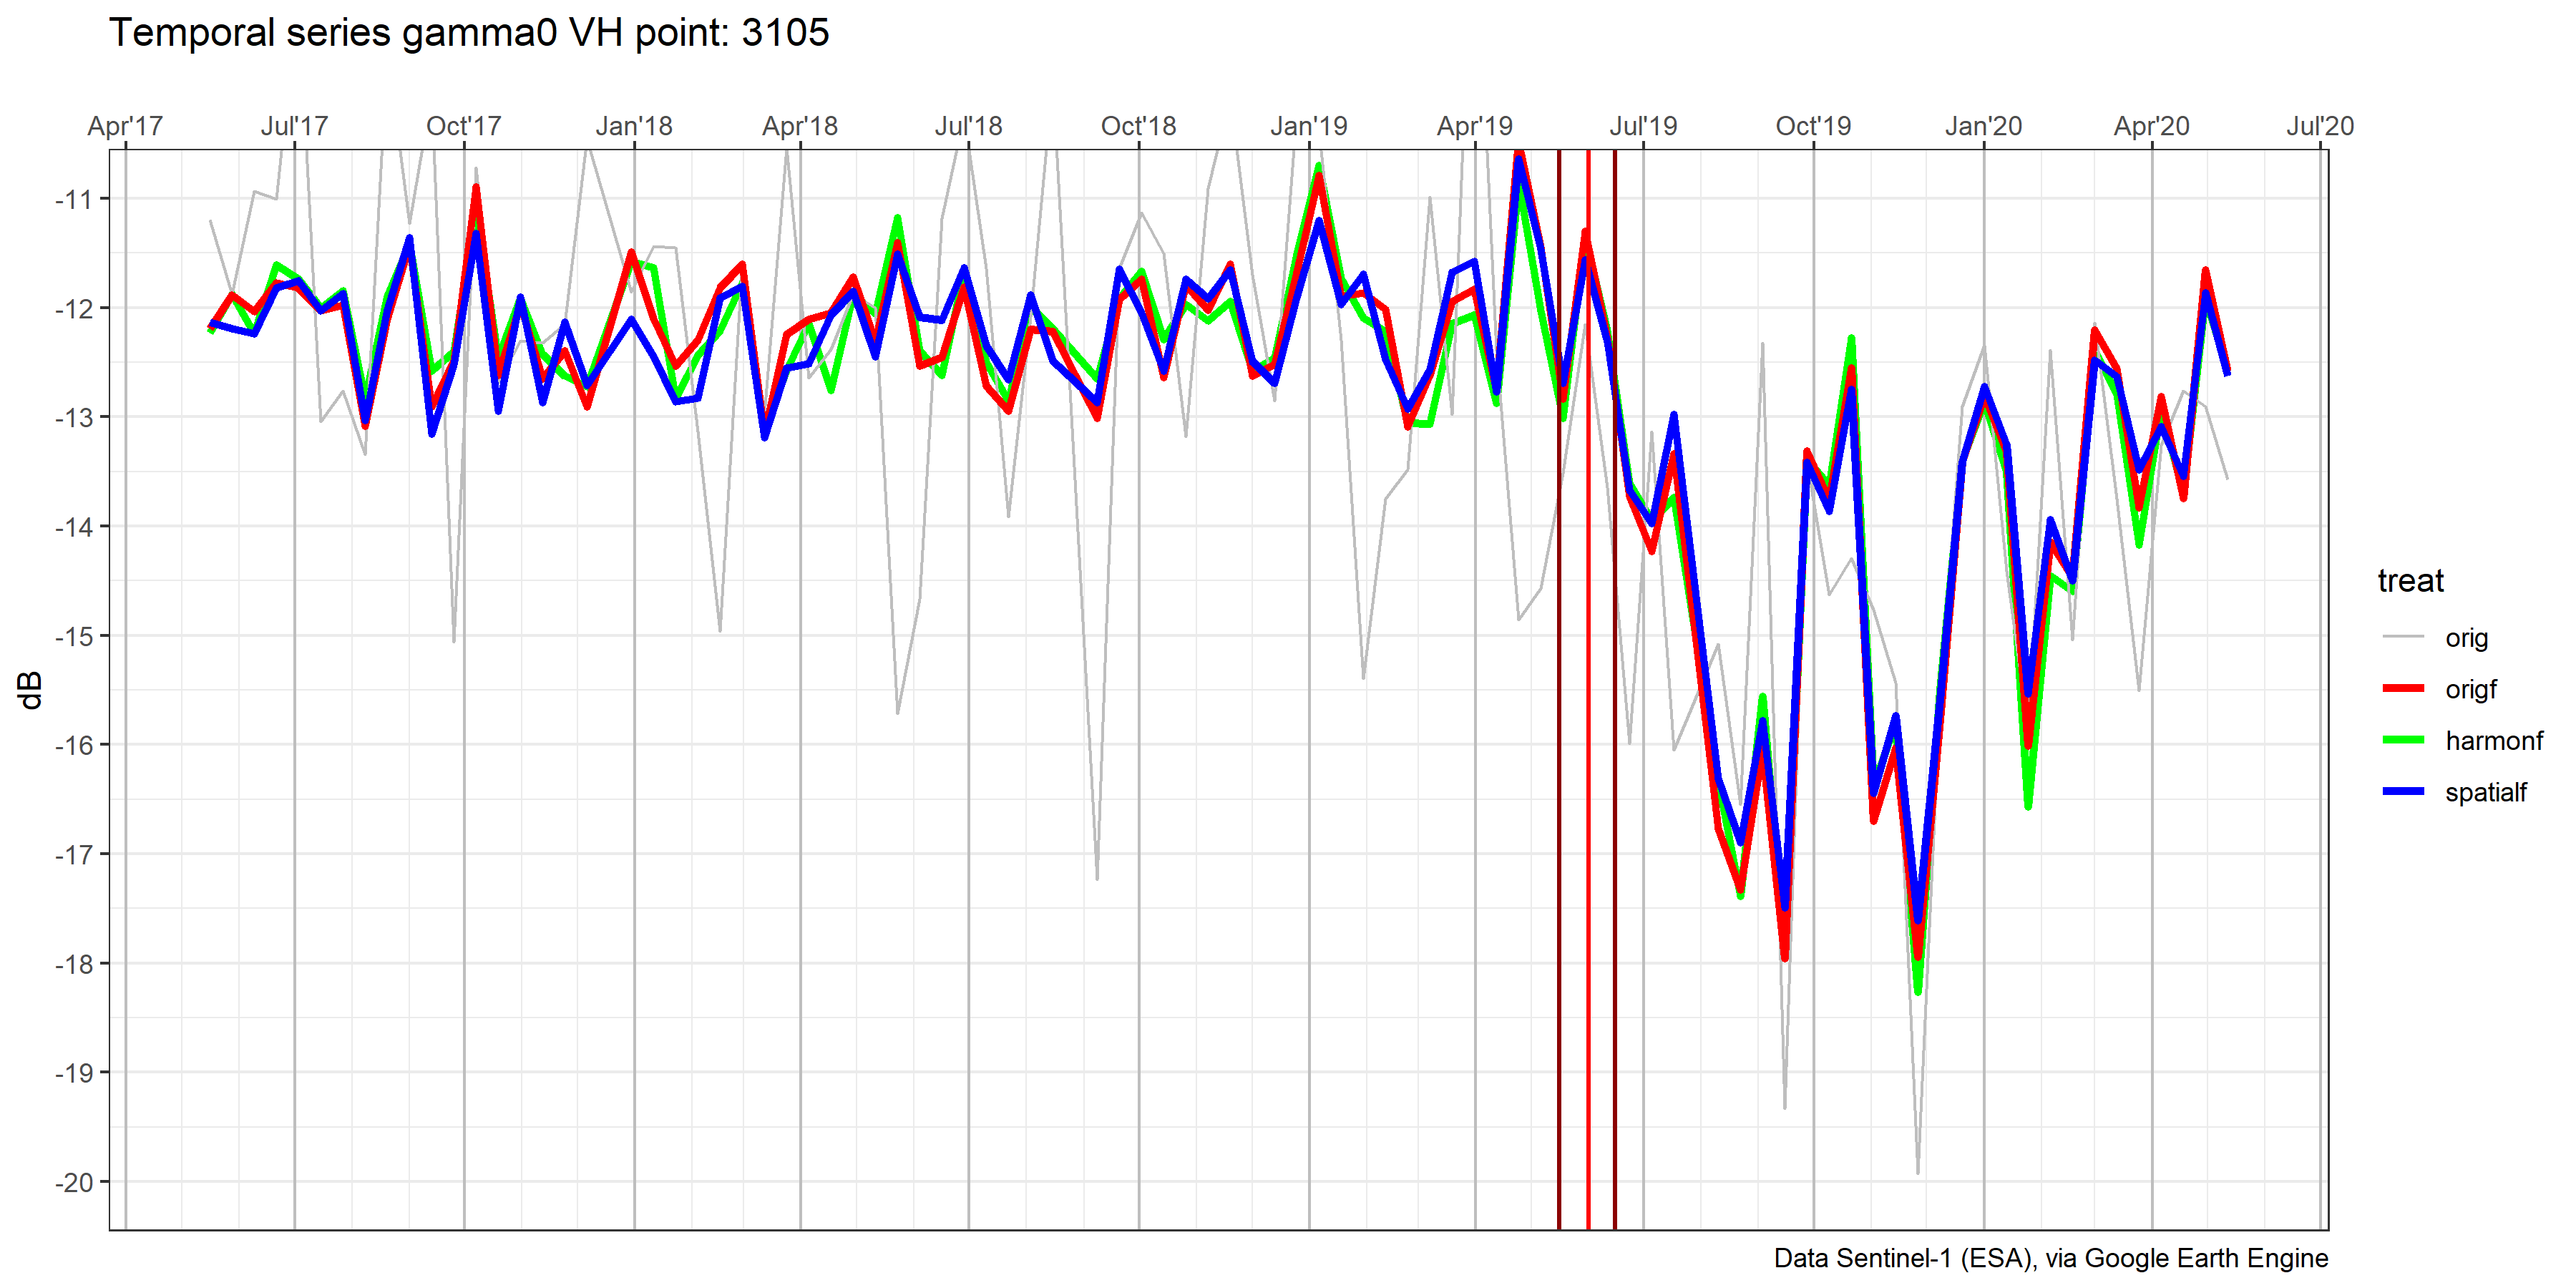 Temporal series gamma0 VH point: 3105
Apr'17 Jul'17 Oct'17 Jan'18 Apr'18 Jul'18 Oct'18 Jan'19 Apr'19 Jul'19 Oct'19 Jan'20 Apr'20 Jul'20
-11
-12
-13
-14
-15
-16
-17
-18
-19
-20
dB
treat
orig
origf
harmonf
spatialf
Data Sentinel-1 (ESA), via Google Earth Engine